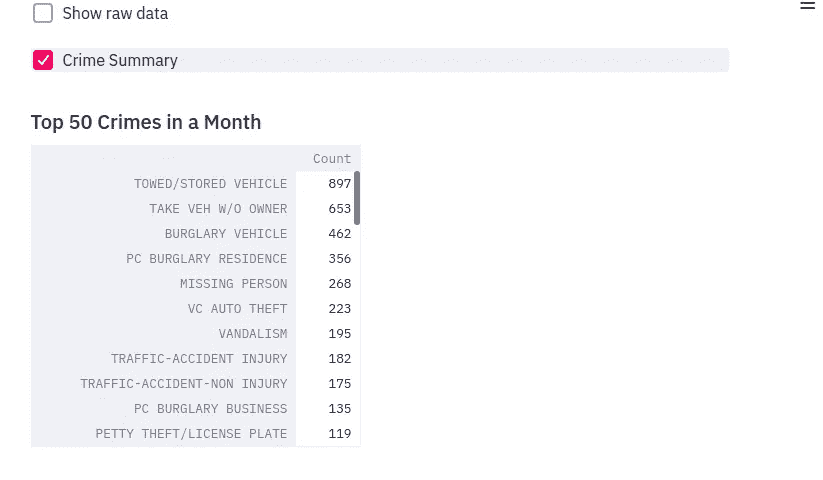 Show raw data
Crime Summary
Top 50 Crimes in a Month
Count
TOWED/STORED VEHICLE 897
TAKE VEH W/O OWNER 653
BURGLARY VEHICLE 462
PC BURGLARY RESIDENCE 356
MISSING PERSON 268
VC AUTO THEFT 223
VANDALISM 195
TRAFFIC-ACCIDENT INJURY 182
TRAFFIC-ACCIDENT-NON INJURY 175
PC BURGLARY BUSINESS 135
PETTY THEFT/LICENSE PLATE 119